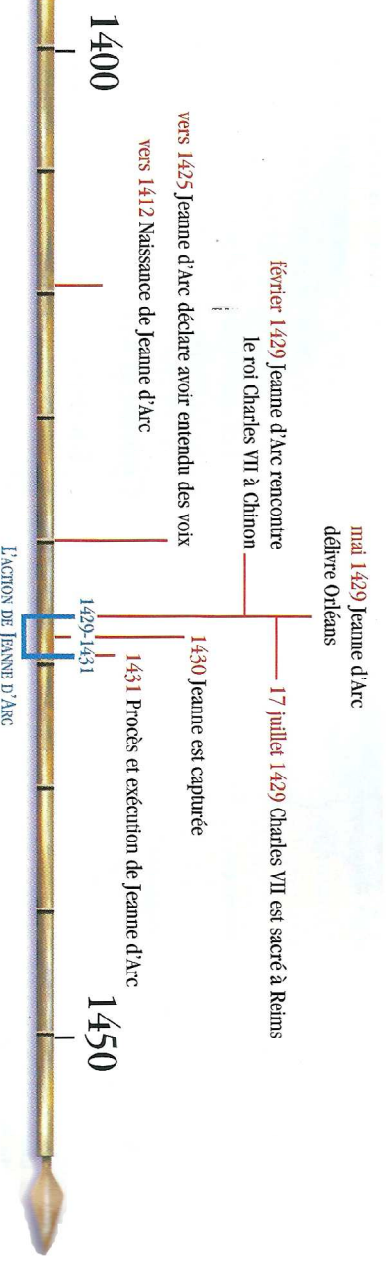 mai 1429 Jeanne d'Arc
délivre Orléans
février 1429 Jeanne d'Arc rencontre
le roi Charles VII à Chinon
17 juillet 1429 Charles VII est sacré à Reims
vers 1425 Jeanne d'Arc déclare avoir entendu des voix
1430 Jeanne est capturée
vers 1412 Naissance de Jeanne d'Arc
1431 Procès et exécution de Jeanne d'Arc
1400
1429-1431
1450
L'ACTION DE JEANNE D'ARC